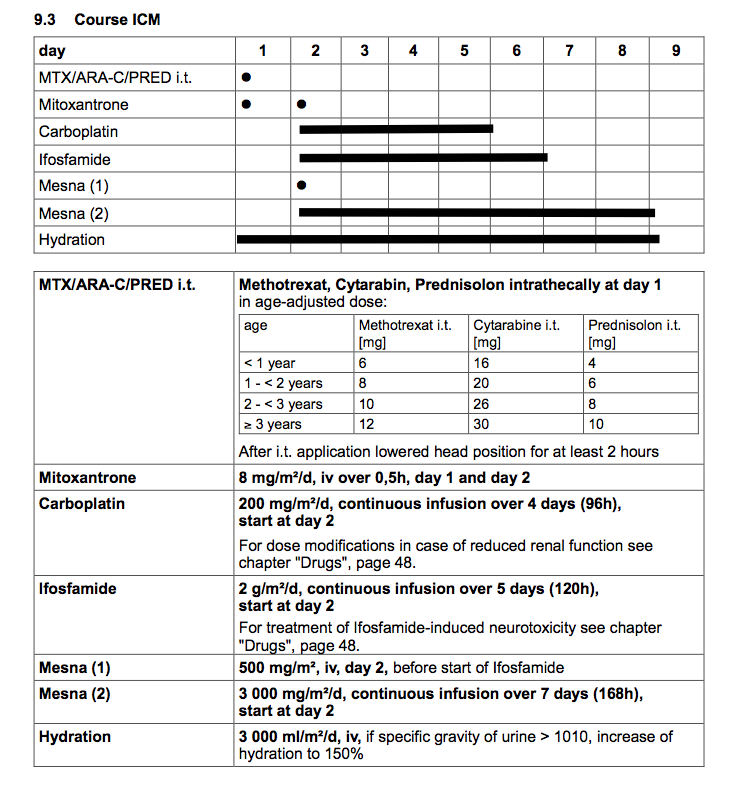 9.3 Course ICM
day 1 2 3 4 5 6 7 8 9
MTX/ARA-C/PRED i.t.
Mitoxantrone
Carboplatin
Ifosfamide
Mesna (1)
Mesna (2)
Hydration
MTX/ARA-C/PRED i.t. Methotrexat, Cytarabin, Prednisolon intrathecally at day 1
in age-adjusted dose:
age Methotrexat i.t. Cytarabine i.t. Prednisolon i.t.
[mg] [mg] [mg]
< 1 year 6 16 4
1 - < 2 years 8 20 6
2 - < 3 years 10 26 8
≥ 3 years 12 30 10
After i.t. application lowered head position for at least 2 hours
Mitoxantrone 8 mg/m²/d, iv over 0,5h, day 1 and day 2
Carboplatin 200 mg/m²/d, continuous infusion over 4 days (96h),
start at day 2
For dose modifications in case of reduced renal function see
chapter "Drugs", page 48.
Ifosfamide 2 g/m²/d, continuous infusion over 5 days (120h),
start at day 2
For treatment of Ifosfamide-induced neurotoxicity see chapter
"Drugs", page 48.
Mesna (1) 500 mg/m², iv, day 2, before start of Ifosfamide
Mesna (2) 3 000 mg/m²/d, continuous infusion over 7 days (168h),
start at day 2
Hydration 3 000 ml/m²/d, iv, if specific gravity of urine > 1010, increase of
hydration to 150%